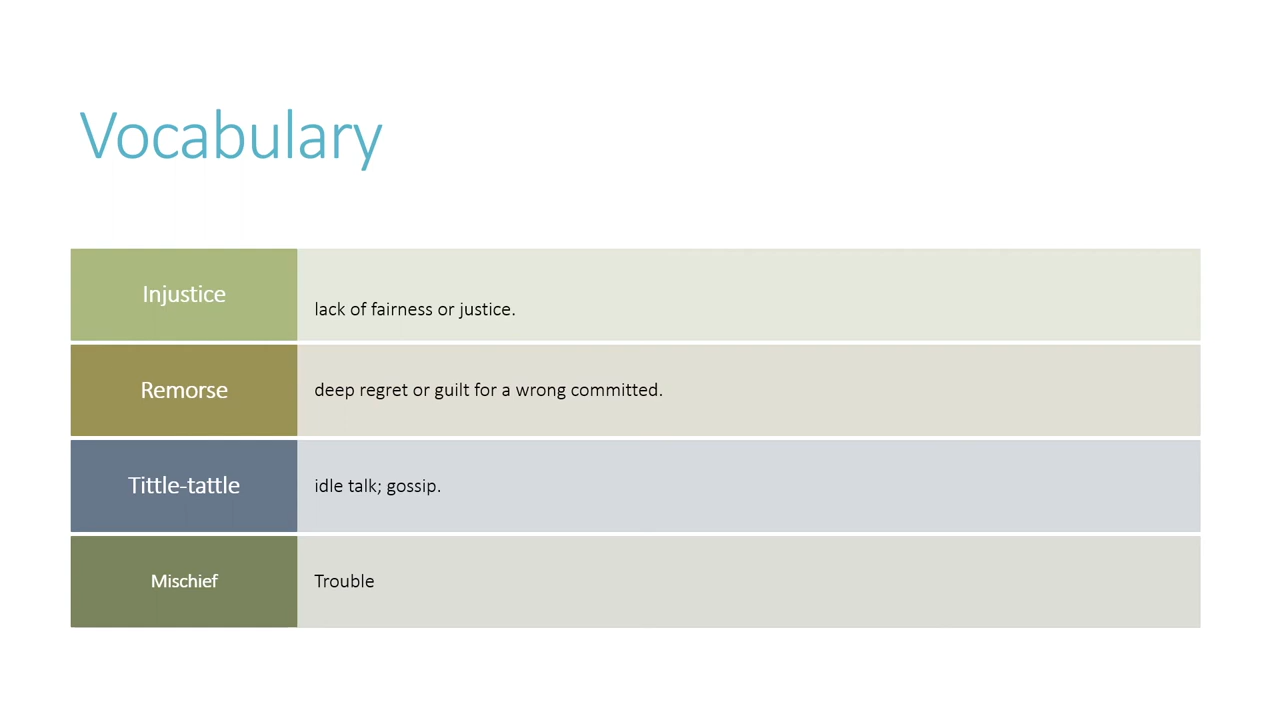 Vocabulary
Injustice
lack of fairness or justice.
Remorse
deep regret or guilt for a wrong committed.
Tittle-tattle
idle talk; gossip.
Mischief
Trouble